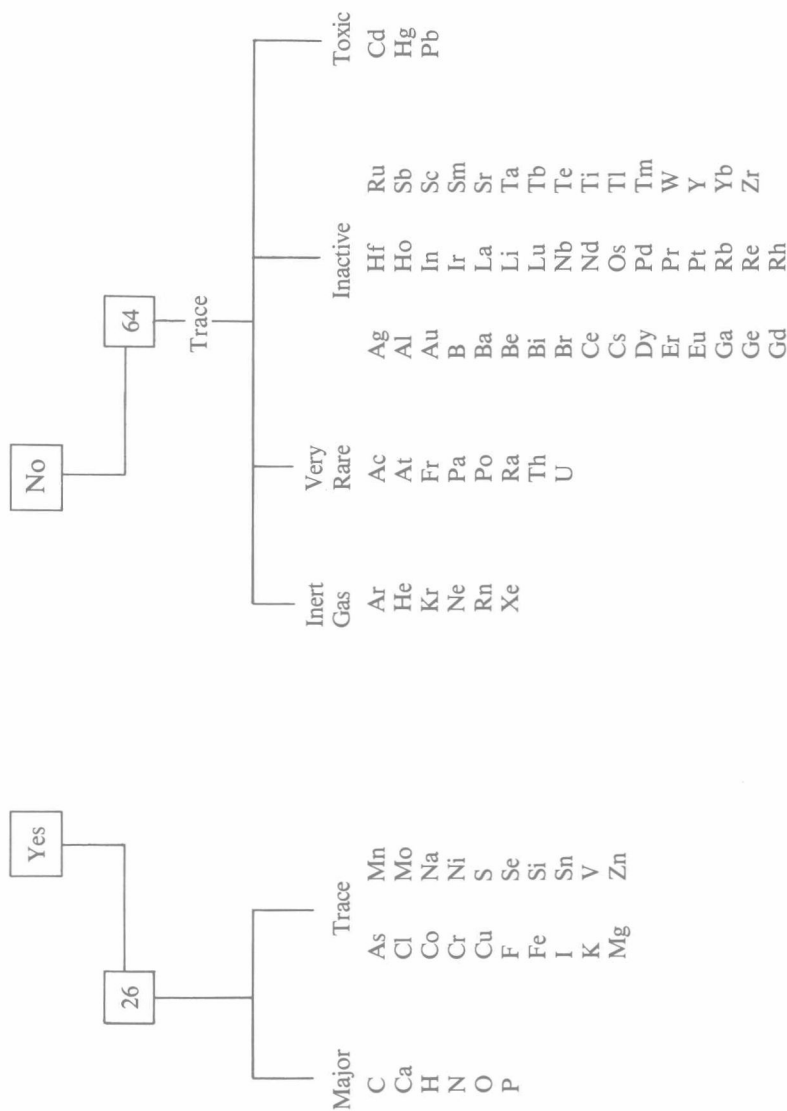 Yes
26
Major
C
Ca
H
N
O
P
Trace
As Mn
Cl Mo
Co Na
Cr Ni
Cu S
F Se
Fe Si
I Sn
K V
Mg Zn
No
64
Trace
Inert
Gas
Ar
He
Kr
Ne
Rn
Xe
Very
Rare
Ac
At
Fr
Pa
Po
Ra
Th
U
Inactive
Ag Hf Ru
Al Ho Sb
Au In Sc
B Ir Sm
Ba La Sr
Be Li Ta
Bi Lu Tb
Br Nb Te
Ce Nd Ti
Cs Os Tl
Dy Pd Tm
Er Pr W
Eu Pt Y
Ga Rb Yb
Ge Re Zr
Gd Rh
Toxic
Cd
Hg
Pb